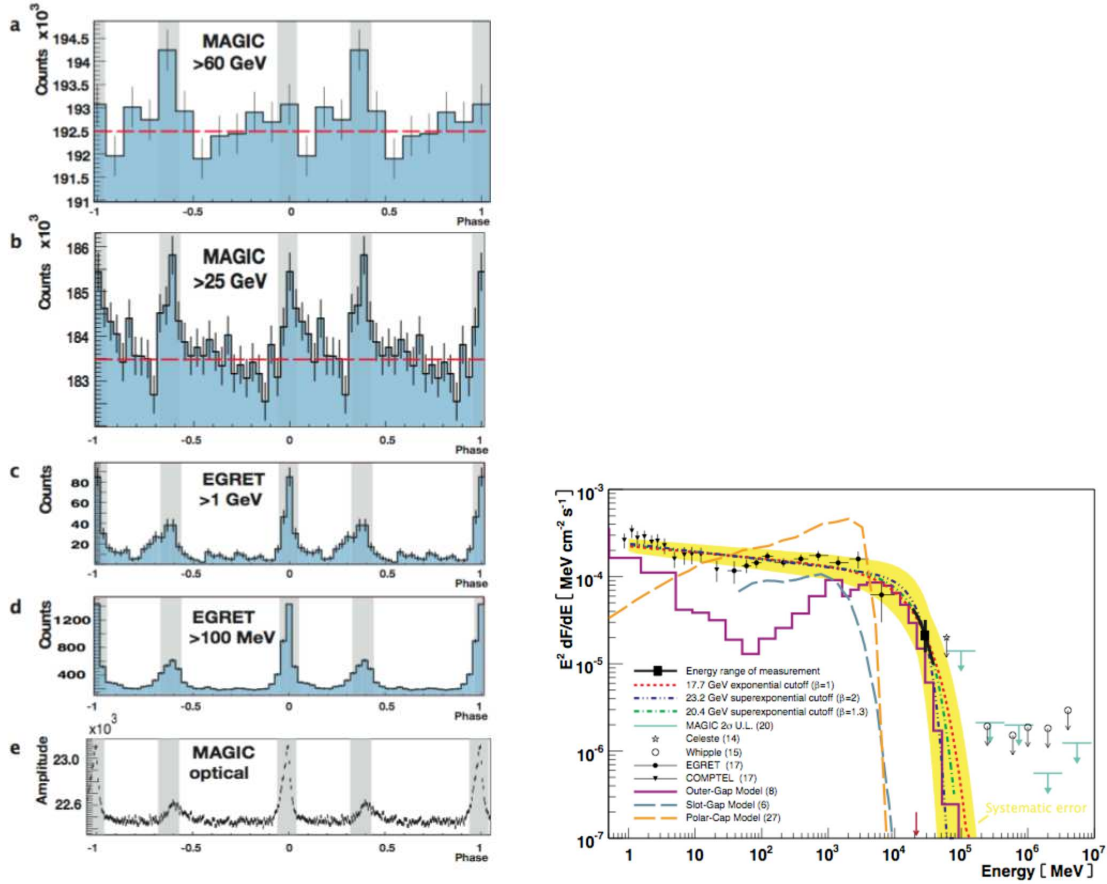 a
MAGIC
>60 GeV
Counts x10³
194.5
194
193.5
193
192.5
192
191.5
191
-1
-0.5
0
0.5
1
Phase
b
MAGIC
>25 GeV
Counts x10³
186
185
184
183
-1
-0.5
0
0.5
1
Phase
c
EGRET
>1 GeV
Counts
80
60
40
20
-1
-0.5
0
0.5
1
Phase
d
EGRET
>100 MeV
Counts
1200
800
400
-1
-0.5
0
0.5
1
Phase
e
MAGIC
optical
x10³
Amplitude
23.0
22.6
-1
-0.5
0
0.5
1
Phase
E² dF/dE [ MeV cm⁻² s⁻¹ ]
10⁻³
10⁻⁴
10⁻⁵
10⁻⁶
10⁻⁷
Energy range of measurement
17.7 GeV exponential cutoff (β=1)
23.2 GeV superexponential cutoff (β=2)
20.4 GeV superexponential cutoff (β=1.3)
MAGIC 2σ U.L. (20)
Celeste (14)
Whipple (15)
EGRET (17)
COMPTEL (17)
Outer-Gap Model (8)
Slot-Gap Model (6)
Polar-Cap Model (27)
Systematic error
1
10
10²
10³
10⁴
10⁵
10⁶
10⁷
Energy [ MeV ]